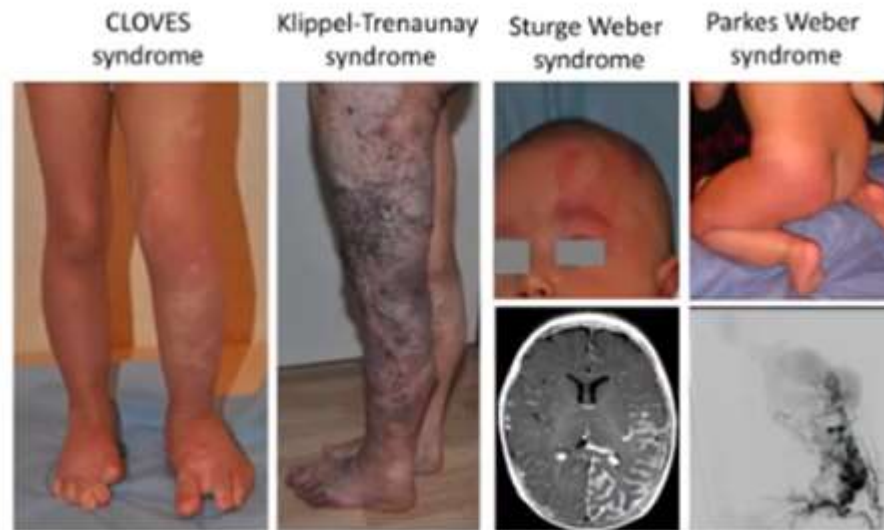 CLOVES
syndrome
Klippel-Trenaunay
syndrome
Sturge Weber
syndrome
Parkes Weber
syndrome